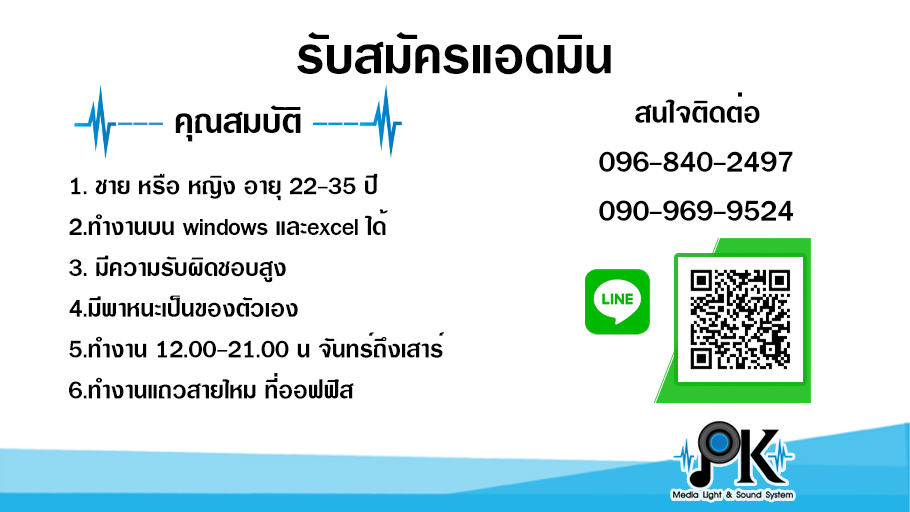 รับสมัครแอดมิน
คุณสมบัติ
1. ชาย หรือ หญิง อายุ 22-35 ปี
2.ทำงานบน windows และexcel ได้
3. มีความรับผิดชอบสูง
4.มีพาหนะเป็นของตัวเอง
5.ทำงาน 12.00-21.00 น จันทร์ถึงเสาร์
6.ทำงานแถวสายไหม ที่ออฟฟิส
สนใจติดต่อ
096-840-2497
090-969-9524
LINE
PK
Media Light & Sound System